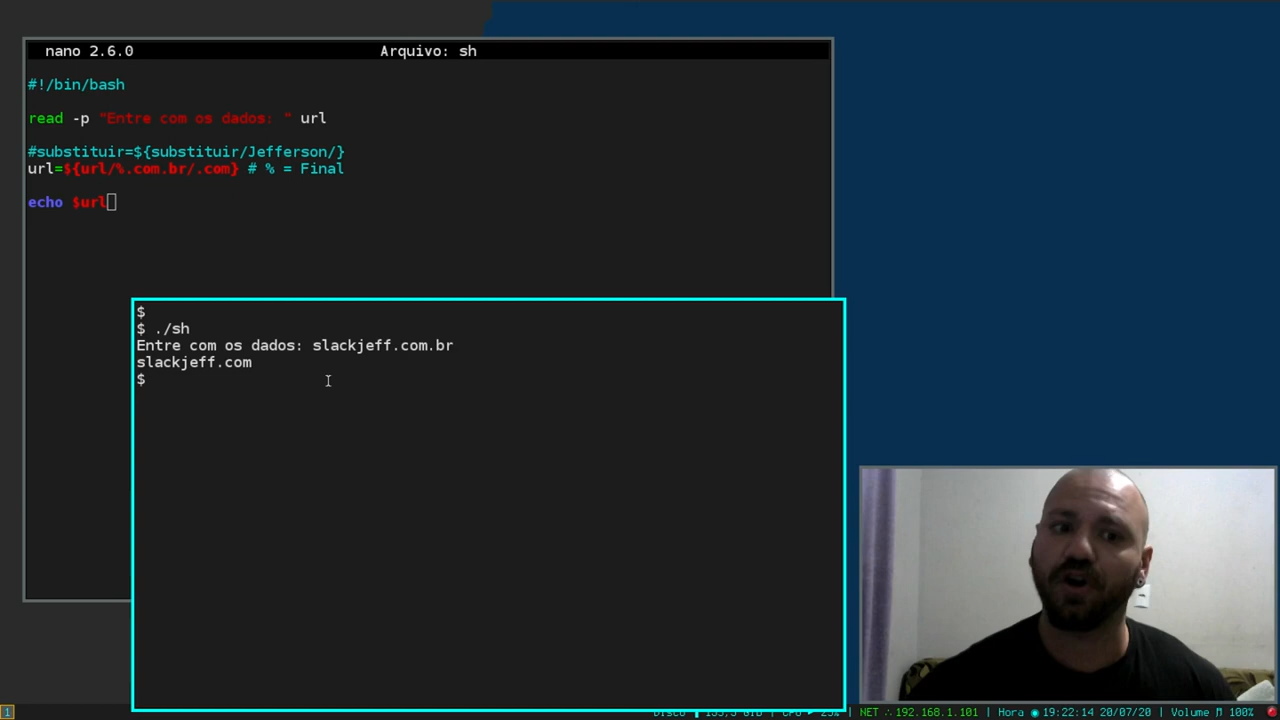 nano 2.6.0 Arquivo: sh
#!/bin/bash
read -p "Entre com os dados: " url
#substituir=${substituir/Jefferson/}
url=${url/%.com.br/.com} # % = Final
echo $url
$
$ ./sh
Entre com os dados: slackjeff.com.br
slackjeff.com
$
1 | NET ∴ 192.168.1.101 | Hora ◉ 19:22:14 20/07/20 | Volume 100%